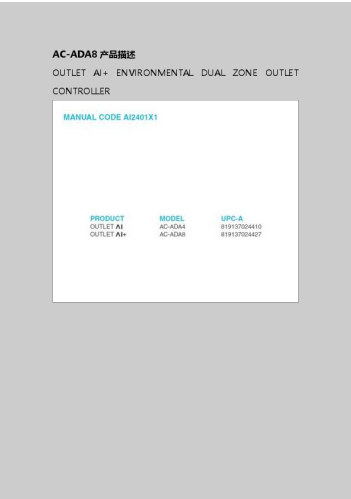 AC-ADA8 产品描述
OUTLET AI+ ENVIRONMENTAL DUAL ZONE OUTLET
CONTROLLER
MANUAL CODE AI2401X1
PRODUCT MODEL UPC-A
OUTLET AI AC-ADA4 819137024410
OUTLET AI+ AC-ADA8 819137024427